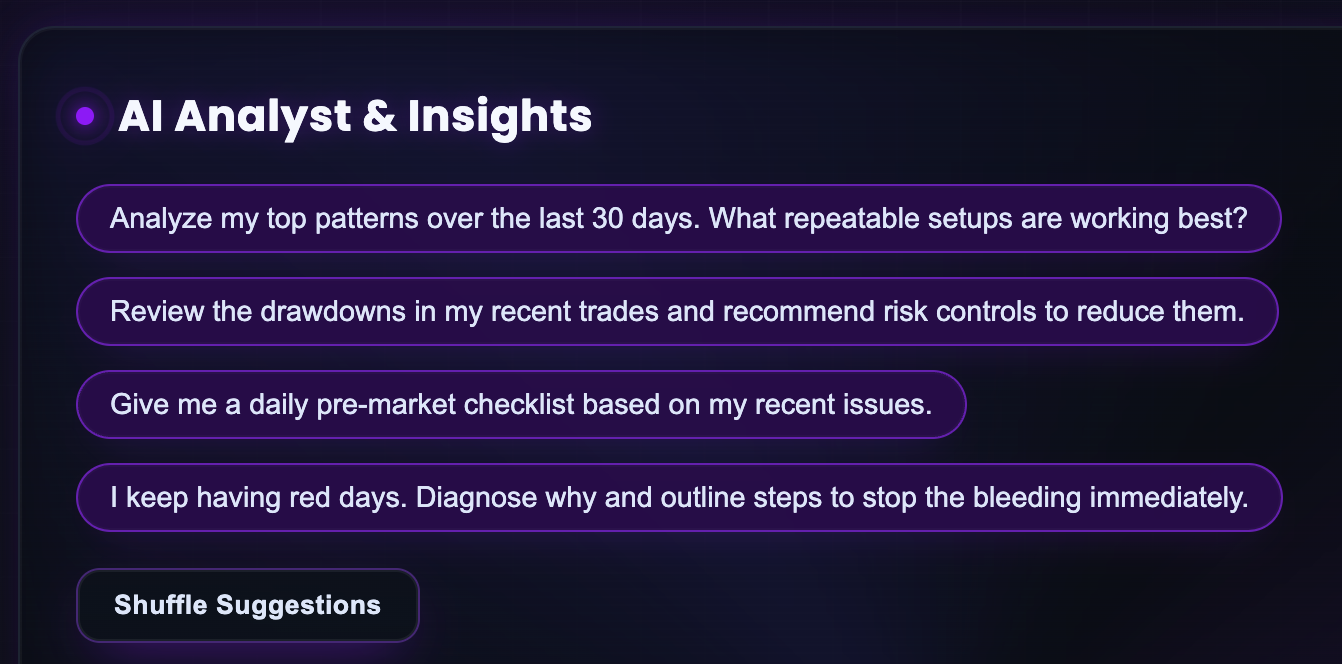 AI Analyst & Insights
Analyze my top patterns over the last 30 days. What repeatable setups are working best?
Review the drawdowns in my recent trades and recommend risk controls to reduce them.
Give me a daily pre-market checklist based on my recent issues.
I keep having red days. Diagnose why and outline steps to stop the bleeding immediately.
Shuffle Suggestions